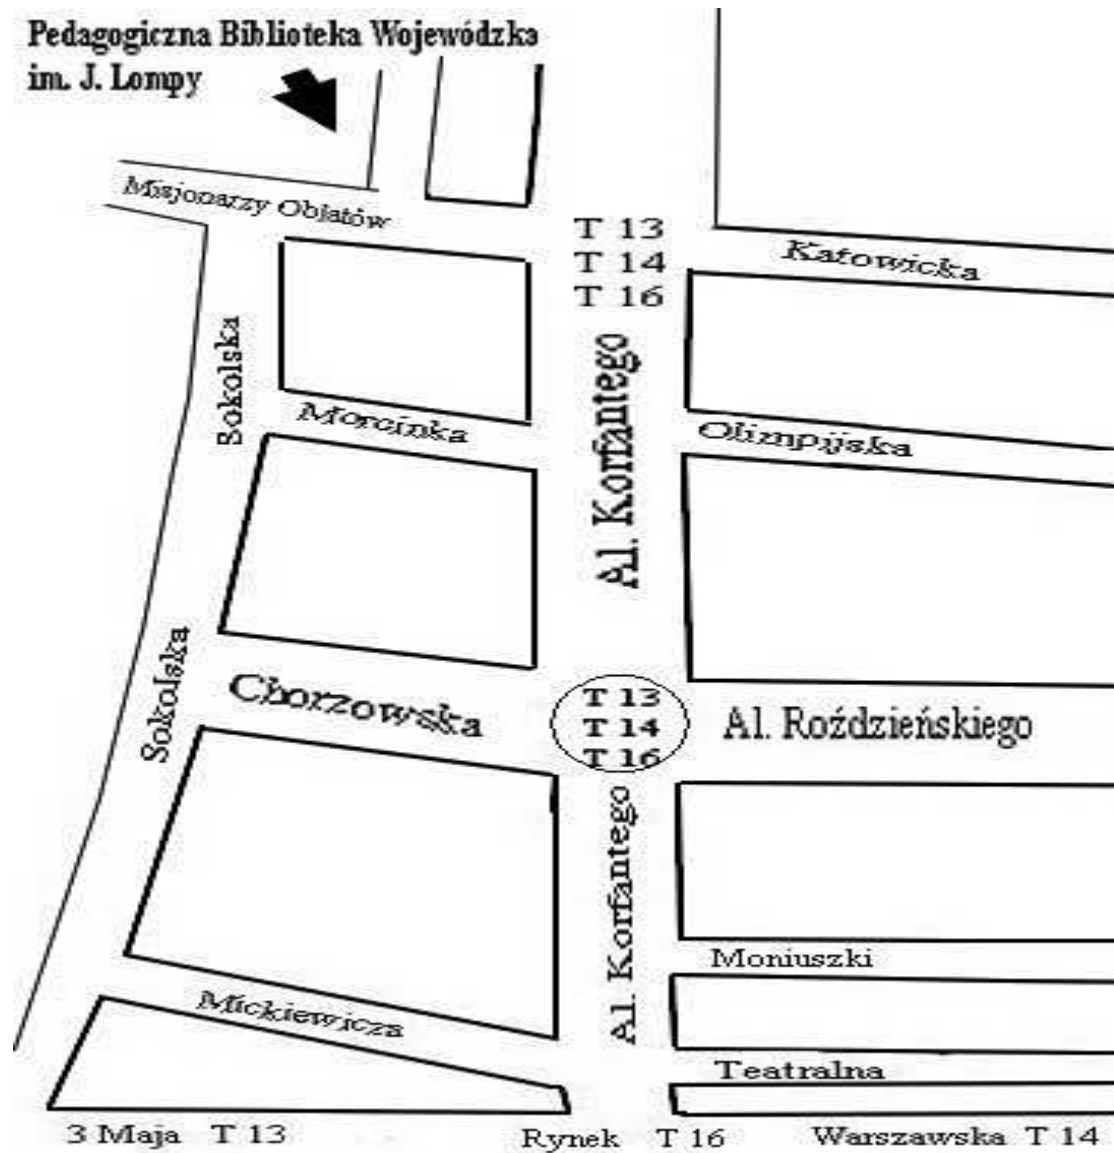 Pedagogiczna Biblioteka Wojewódzka
im. J. Lompy
Misjonarzy Oblatów
T 13
T 14
T 16
Katowicka
Sokolska
Al. Korfantego
Morcinka
Olimpijska
Sokolska
Chorzowska
T 13
T 14
T 16
Al. Roździeńskiego
Al. Korfantego
Moniuszki
Mickiewicza
Teatralna
3 Maja T 13
Rynek T 16
Warszawska T 14